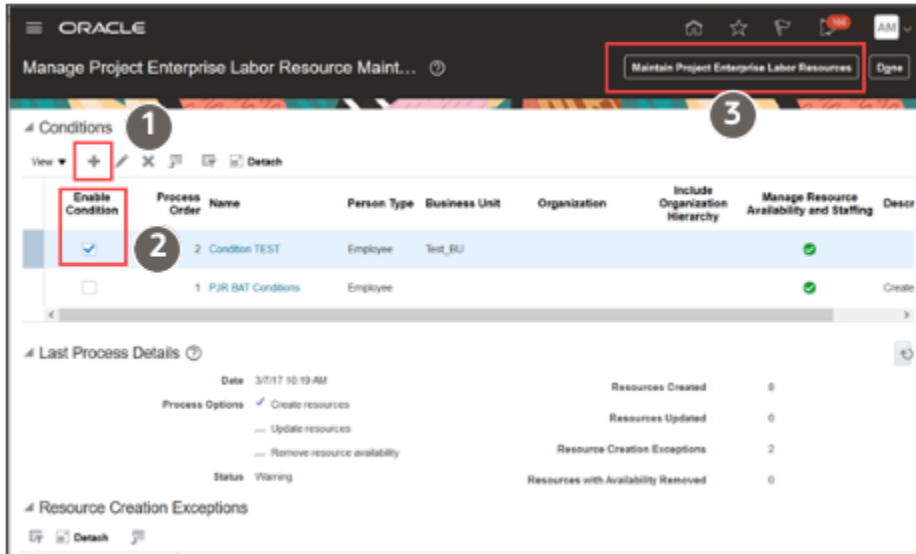 ORACLE
AM
Manage Project Enterprise Labor Resource Maint...
Maintain Project Enterprise Labor Resources
Done
3
Conditions
1
View
Detach
Enable Condition Process Order Name Person Type Business Unit Organization Include Organization Hierarchy Manage Resource Availability and Staffing Descr
2
2 Condition TEST Employee Test_BU
1 PJR BAT Conditions Employee Create
Last Process Details
Date 3/7/17 10:19 AM
Resources Created
Process Options Create resources
Resources Updated 0
Update resources
Resource Creation Exceptions 2
Remove resource availability
Status Warning
Resources with Availability Removed 0
Resource Creation Exceptions
Detach